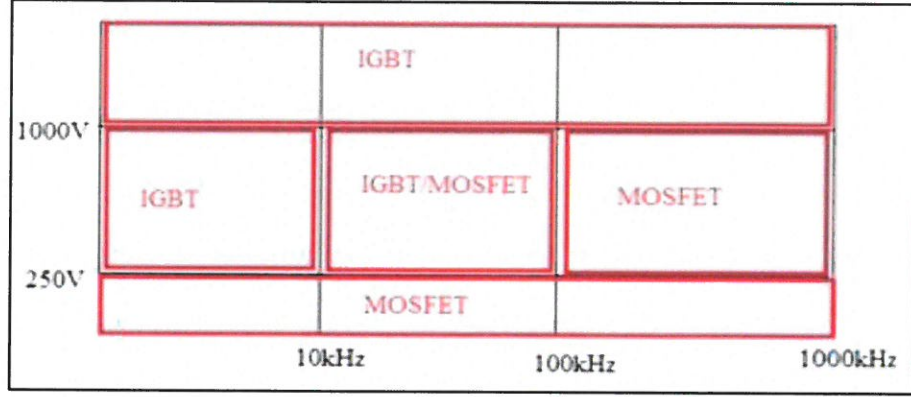 IGBT
1000V
IGBT
IGBT/MOSFET
MOSFET
250V
MOSFET
10kHz
100kHz
1000kHz